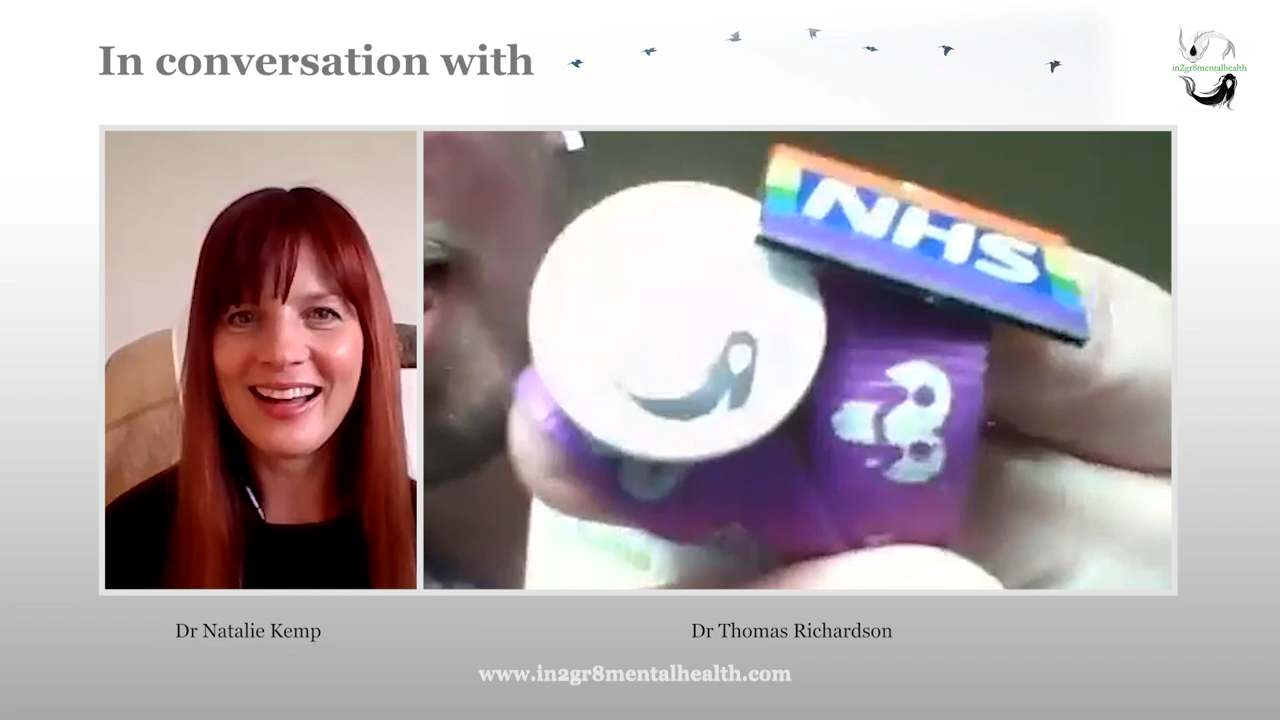 In conversation with
in2gr8mentalhealth
NHS
Dr Natalie Kemp
Dr Thomas Richardson
www.in2gr8mentalhealth.com